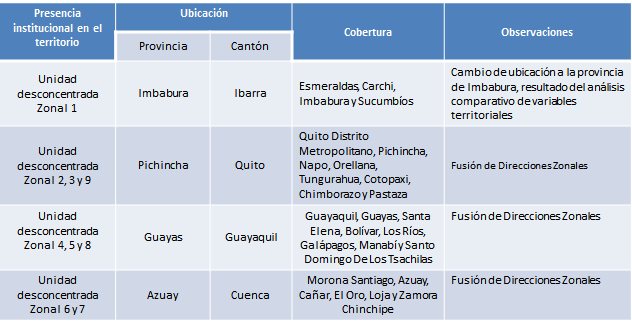 Presencia
institucional en el
territorio
Ubicación
Provincia
Cantón
Cobertura
Observaciones
Unidad
desconcentrada
Zonal 1
Imbabura
Ibarra
Esmeraldas, Carchi,
Imbabura y Sucumbíos
Cambio de ubicación a la provincia
de Imbabura, resultado del análisis
comparativo de variables
territoriales
Unidad
desconcentrada
Zonal 2, 3 y 9
Pichincha
Quito
Quito Distrito
Metropolitano, Pichincha,
Napo, Orellana,
Tungurahua, Cotopaxi,
Chimborazo y Pastaza
Fusión de Direcciones Zonales
Unidad
desconcentrada
Zonal 4, 5 y 8
Guayas
Guayaquil
Guayaquil, Guayas, Santa
Elena, Bolívar, Los Ríos,
Galápagos, Manabí y Santo
Domingo De Los Tsachilas
Fusión de Direcciones Zonales
Unidad
desconcentrada
Zonal 6 y 7
Azuay
Cuenca
Morona Santiago, Azuay,
Cañar, El Oro, Loja y Zamora
Chinchipe
Fusión de Direcciones Zonales